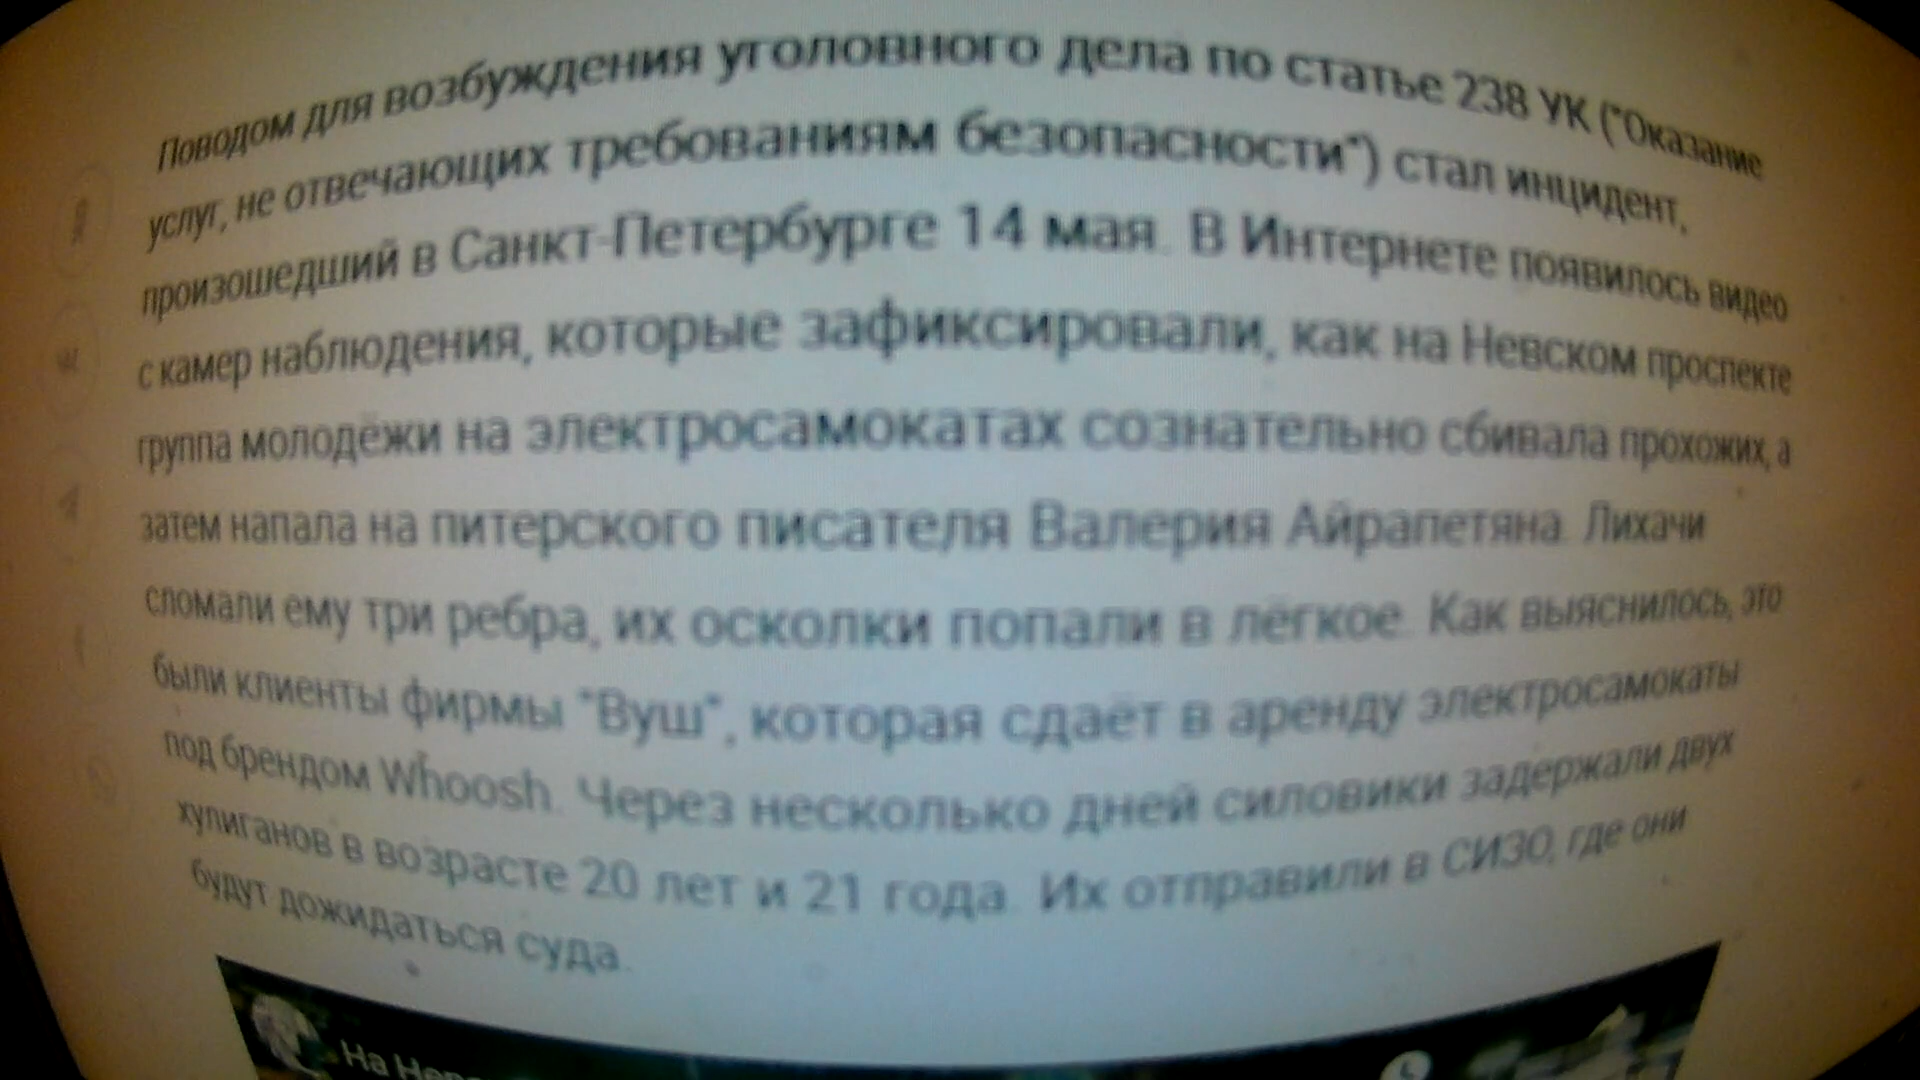 Поводом для возбуждения уголовного дела по статье 238 УК ("Оказание
услуг, не отвечающих требованиям безопасности") стал инцидент,
произошедший в Санкт-Петербурге 14 мая. В Интернете появилось видео
с камер наблюдения, которые зафиксировали, как на Невском проспекте
группа молодёжи на электросамокатах сознательно сбивала прохожих, а
затем напала на питерского писателя Валерия Айрапетяна. Лихачи
сломали ему три ребра, их осколки попали в лёгкое. Как выяснилось, это
были клиенты фирмы "Вуш", которая сдаёт в аренду электросамокаты
под брендом Whoosh. Через несколько дней силовики задержали двух
хулиганов в возрасте 20 лет и 21 года. Их отправили в СИЗО, где они
будут дожидаться суда.
На